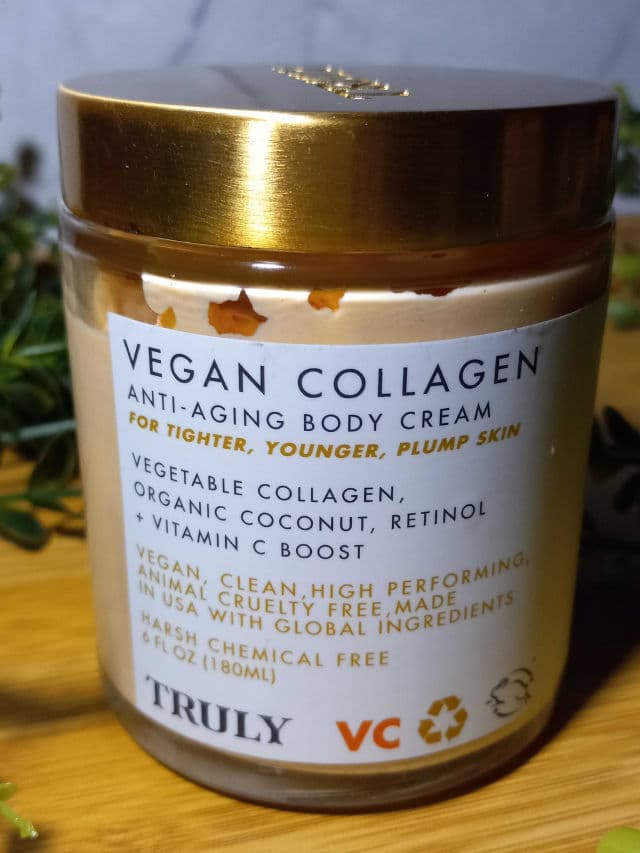 VEGAN COLLAGEN
ANTI-AGING BODY CREAM
FOR TIGHTER, YOUNGER, PLUMP SKIN
VEGETABLE COLLAGEN,
ORGANIC COCONUT, RETINOL
+ VITAMIN C BOOST
VEGAN, CLEAN,HIGH PERFORMING,
ANIMAL CRUELTY FREE,MADE
IN USA WITH GLOBAL INGREDIENTS
HARSH CHEMICAL FREE
6 FL OZ (180ML)
TRULY
VC